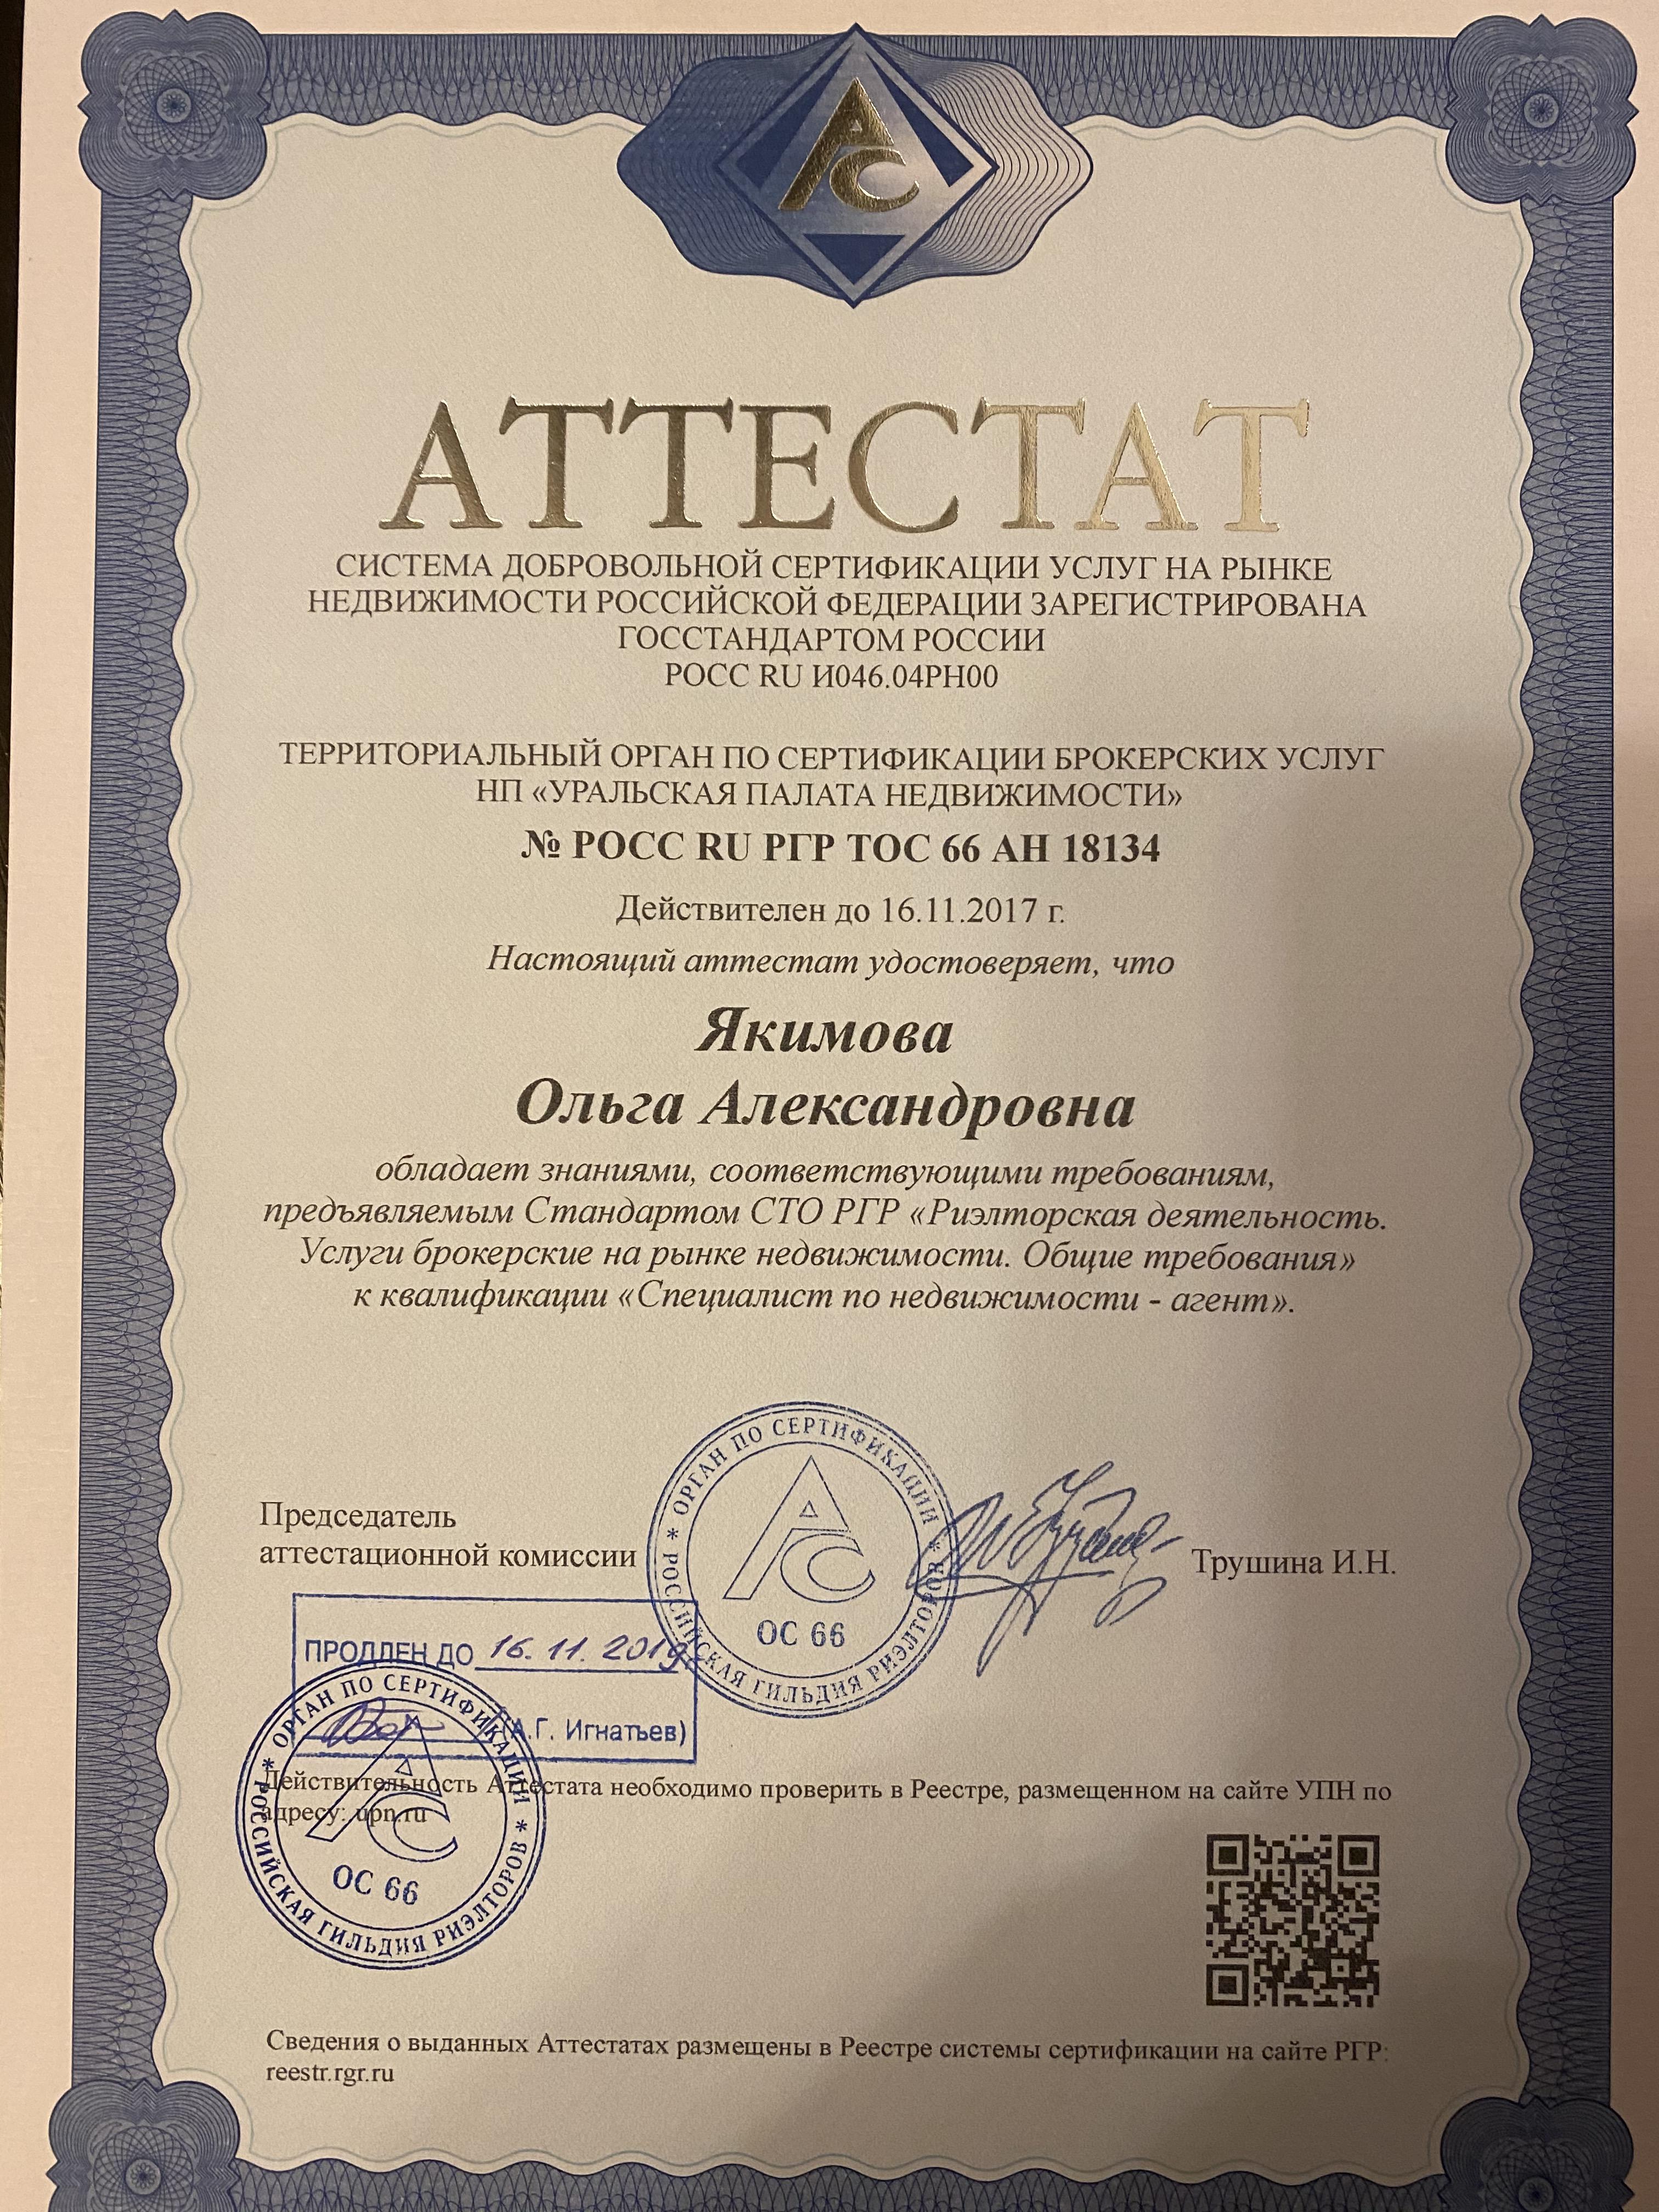 АС
АТТЕСТАТ
СИСТЕМА ДОБРОВОЛЬНОЙ СЕРТИФИКАЦИИ УСЛУГ НА РЫНКЕ
НЕДВИЖИМОСТИ РОССИЙСКОЙ ФЕДЕРАЦИИ ЗАРЕГИСТРИРОВАНА
ГОССТАНДАРТОМ РОССИИ
РОСС RU И046.04РН00
ТЕРРИТОРИАЛЬНЫЙ ОРГАН ПО СЕРТИФИКАЦИИ БРОКЕРСКИХ УСЛУГ
НП «УРАЛЬСКАЯ ПАЛАТА НЕДВИЖИМОСТИ»
№ РОСС RU РГР ТОС 66 АН 18134
Действителен до 16.11.2017 г.
Настоящий аттестат удостоверяет, что
Якимова
Ольга Александровна
обладает знаниями, соответствующими требованиям,
предъявляемым Стандартом СТО РГР «Риэлторская деятельность.
Услуги брокерские на рынке недвижимости. Общие требования»
к квалификации «Специалист по недвижимости - агент».
Председатель
аттестационной комиссии
Трушина И.Н.
* ОРГАН ПО СЕРТИФИКАЦИИ * РОССИЙСКАЯ ГИЛЬДИЯ РИЭЛТОРОВ
АС
ОС 66
ПРОДЛЕН ДО 16.11.2019
(А.Г. Игнатьев)
* ОРГАН ПО СЕРТИФИКАЦИИ * РОССИЙСКАЯ ГИЛЬДИЯ РИЭЛТОРОВ
АС
ОС 66
Действительность Аттестата необходимо проверить в Реестре, размещенном на сайте УПН по
адресу: upn.ru
Сведения о выданных Аттестатах размещены в Реестре системы сертификации на сайте РГР:
reestr.rgr.ru